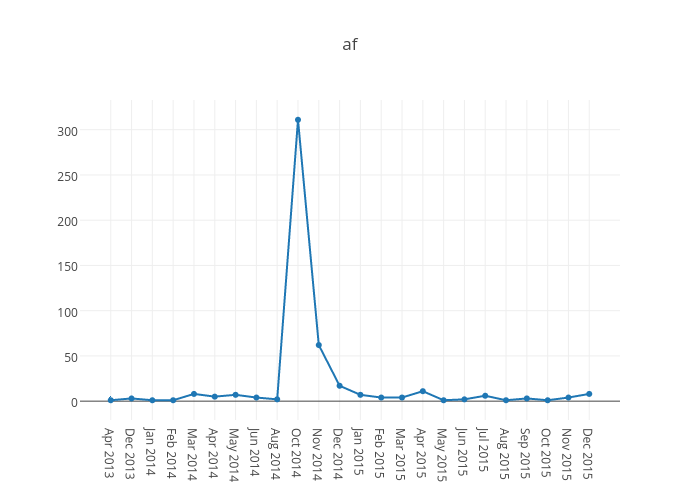 af
300
250
200
150
100
50
0
Apr 2013
Dec 2013
Jan 2014
Feb 2014
Mar 2014
Apr 2014
May 2014
Jun 2014
Aug 2014
Oct 2014
Nov 2014
Dec 2014
Jan 2015
Feb 2015
Mar 2015
Apr 2015
May 2015
Jun 2015
Jul 2015
Aug 2015
Sep 2015
Oct 2015
Nov 2015
Dec 2015